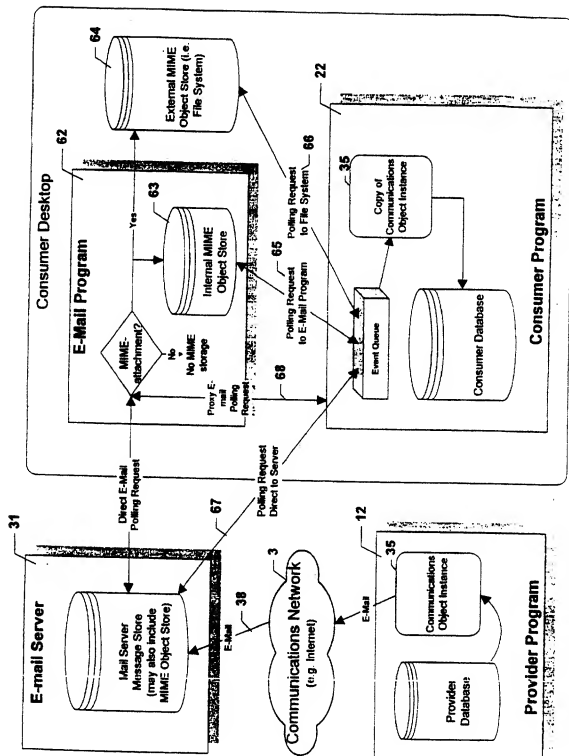 31
E-mail Server
Mail Server
Message Store
(may also include
MIME Object Store)
Direct E-Mail
Polling Request
Consumer Desktop
62
E-Mail Program
MIME-
attachment?
Yes
No
No MIME
storage
63
Internal MIME
Object Store
64
External MIME
Object Store (i.e.
File System)
Proxy E-
mail
Polling
Request
68
65
Polling Request
to E-Mail Program
66
Polling Request
to File System
67
Polling Request
Direct to Server
38
E-Mail
3
Communications Network
(e.g. Internet)
E-Mail
12
35
Communications
Object Instance
Provider
Database
Provider Program
22
Event Queue
35
Copy of
Communications
Object Instance
Consumer Database
Consumer Program